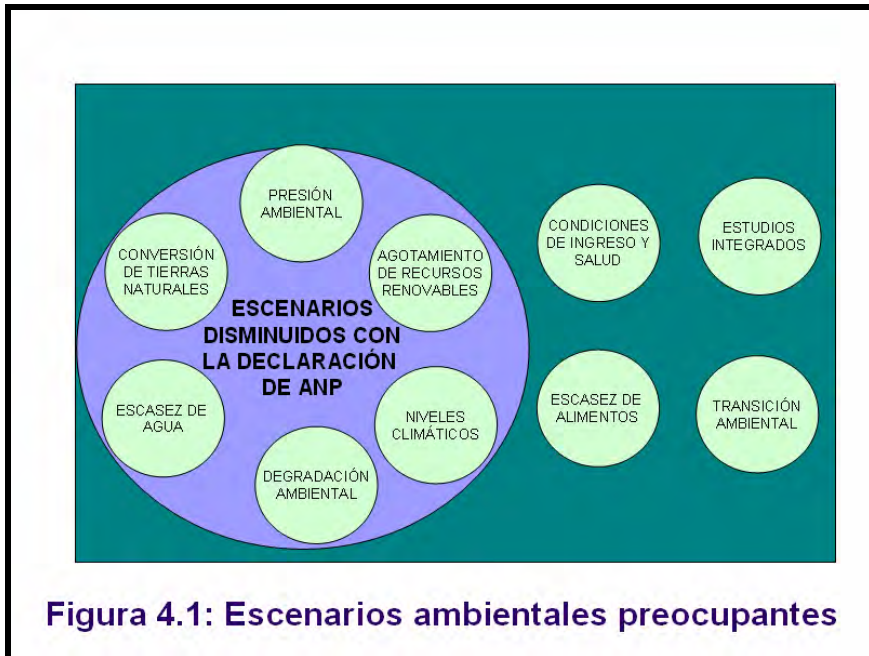 PRESIÓN
AMBIENTAL
CONVERSIÓN
DE TIERRAS
NATURALES
AGOTAMIENTO
DE RECURSOS
RENOVABLES
ESCENARIOS
DISMINUIDOS CON
LA DECLARACIÓN
DE ANP
ESCASEZ DE
AGUA
NIVELES
CLIMÁTICOS
DEGRADACIÓN
AMBIENTAL
CONDICIONES
DE INGRESO Y
SALUD
ESTUDIOS
INTEGRADOS
ESCASEZ DE
ALIMENTOS
TRANSICIÓN
AMBIENTAL
Figura 4.1: Escenarios ambientales preocupantes